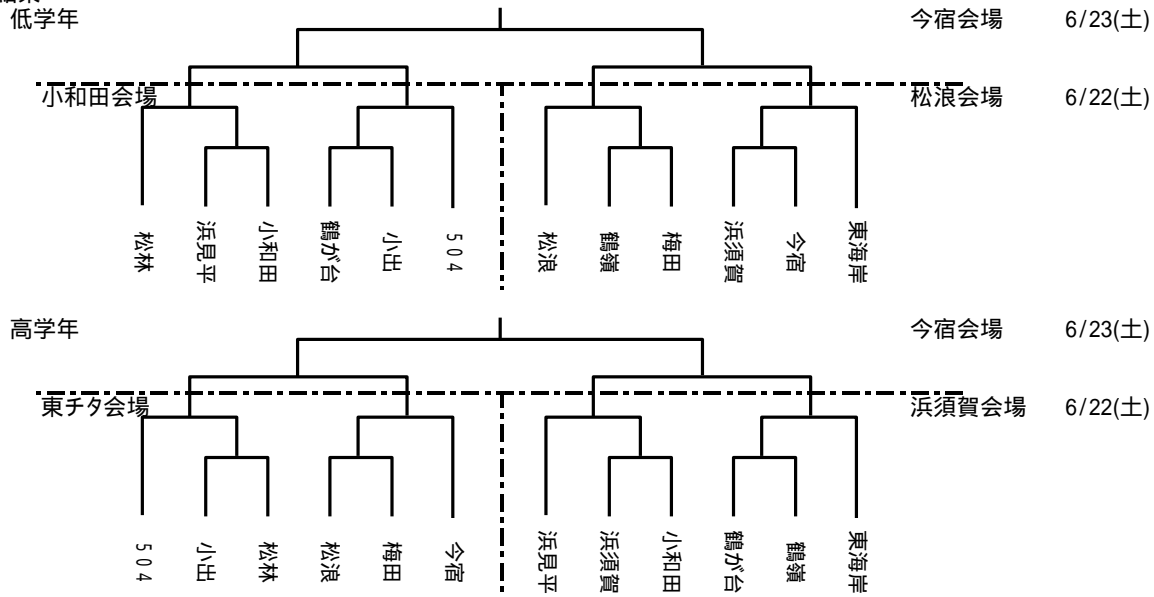 低学年 今宿会場 6/23(土)
小和田会場 松浪会場 6/22(土)
松林 浜見平 小和田 鶴が台 小出 504 松浪 鶴嶺 梅田 浜須賀 今宿 東海岸
高学年 今宿会場 6/23(土)
東チタ会場 浜須賀会場 6/22(土)
504 小出 松林 松浪 梅田 今宿 浜見平 浜須賀 小和田 鶴が台 鶴嶺 東海岸